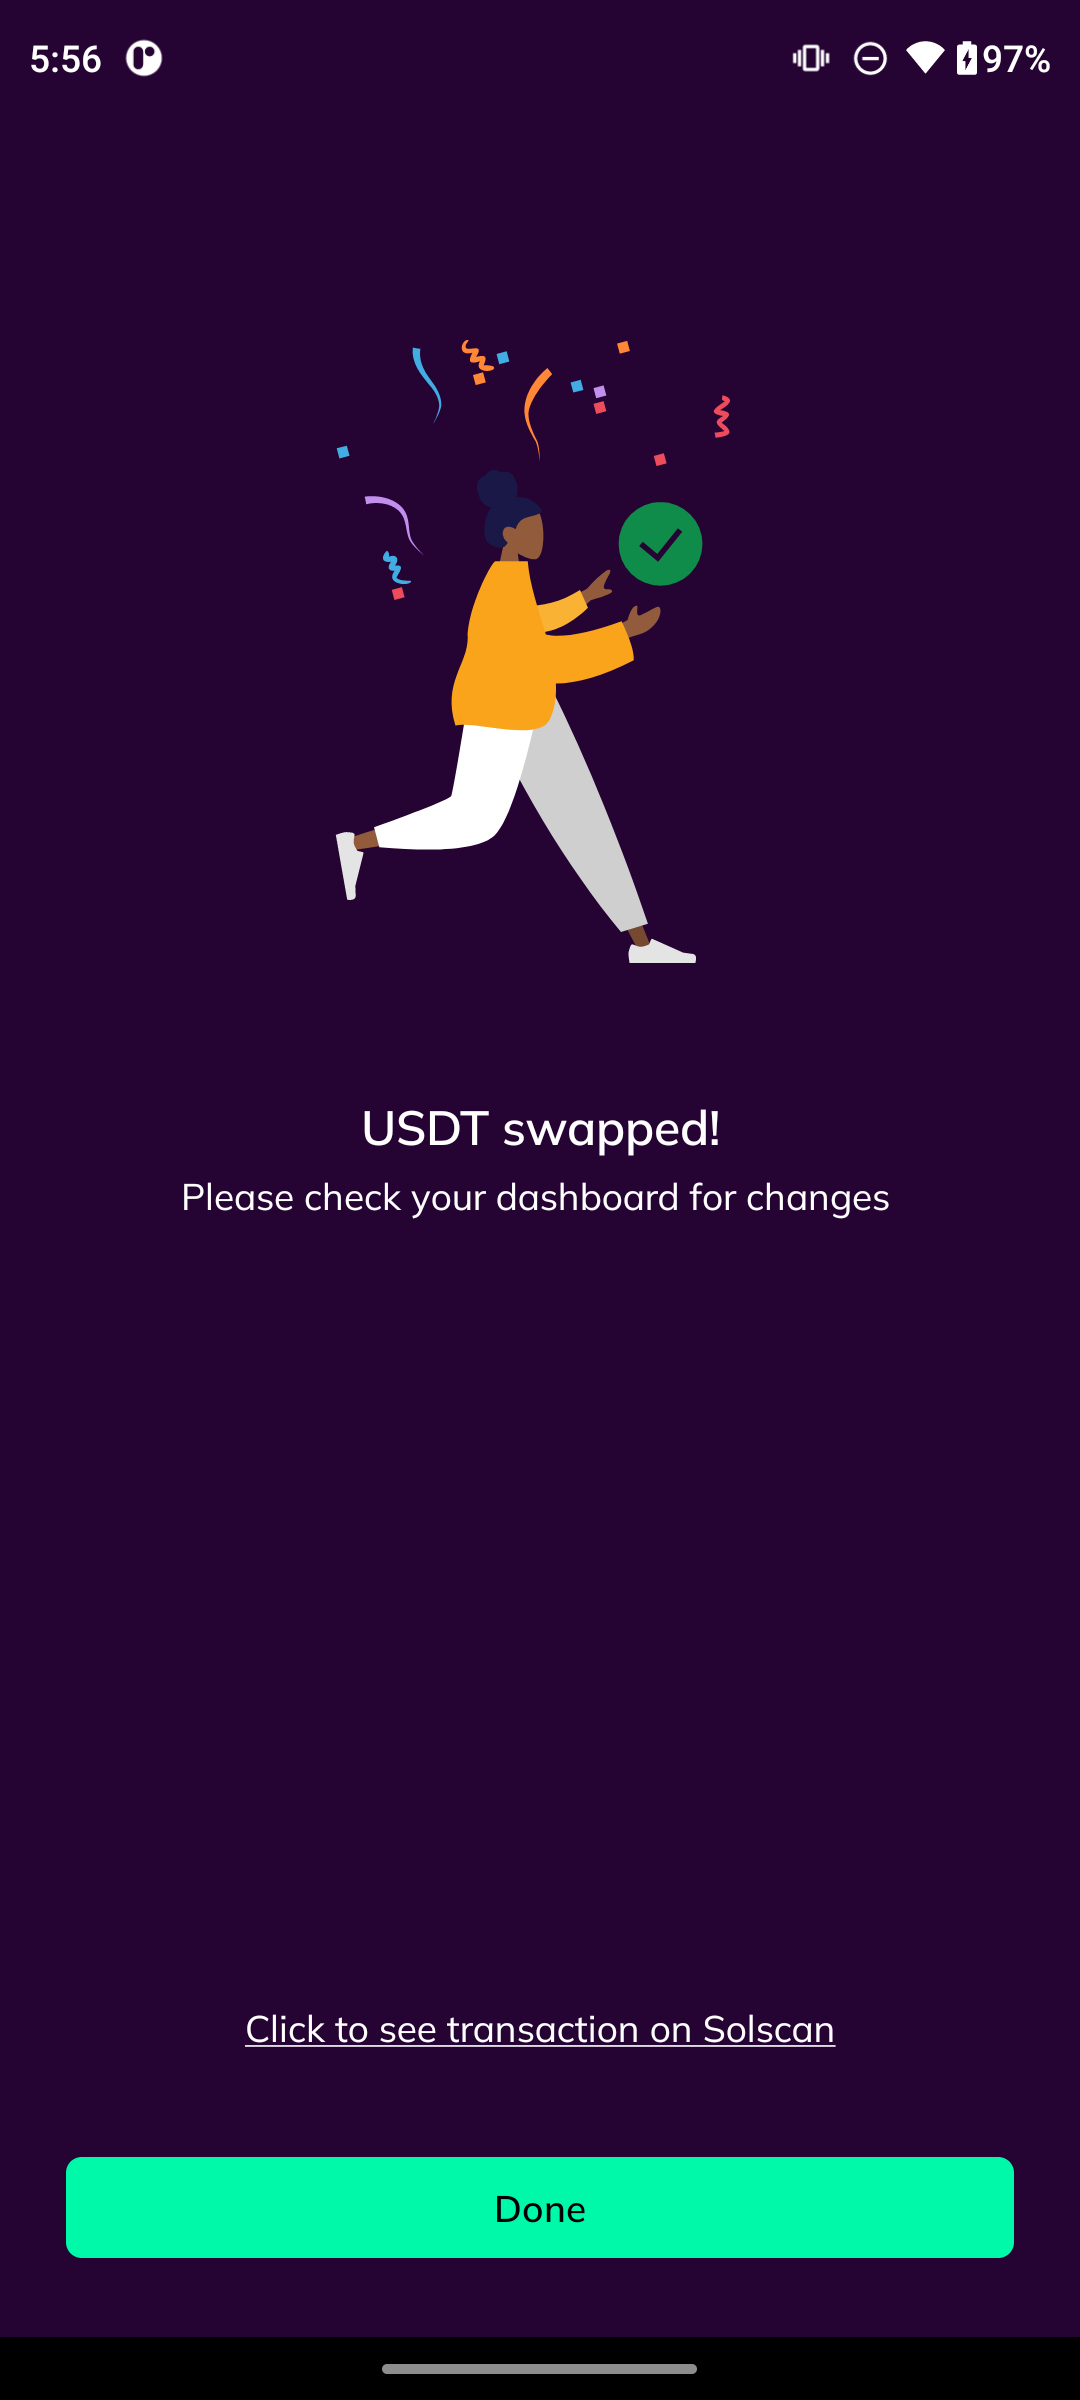 5:56
97%
USDT swapped!
Please check your dashboard for changes
Click to see transaction on Solscan
Done